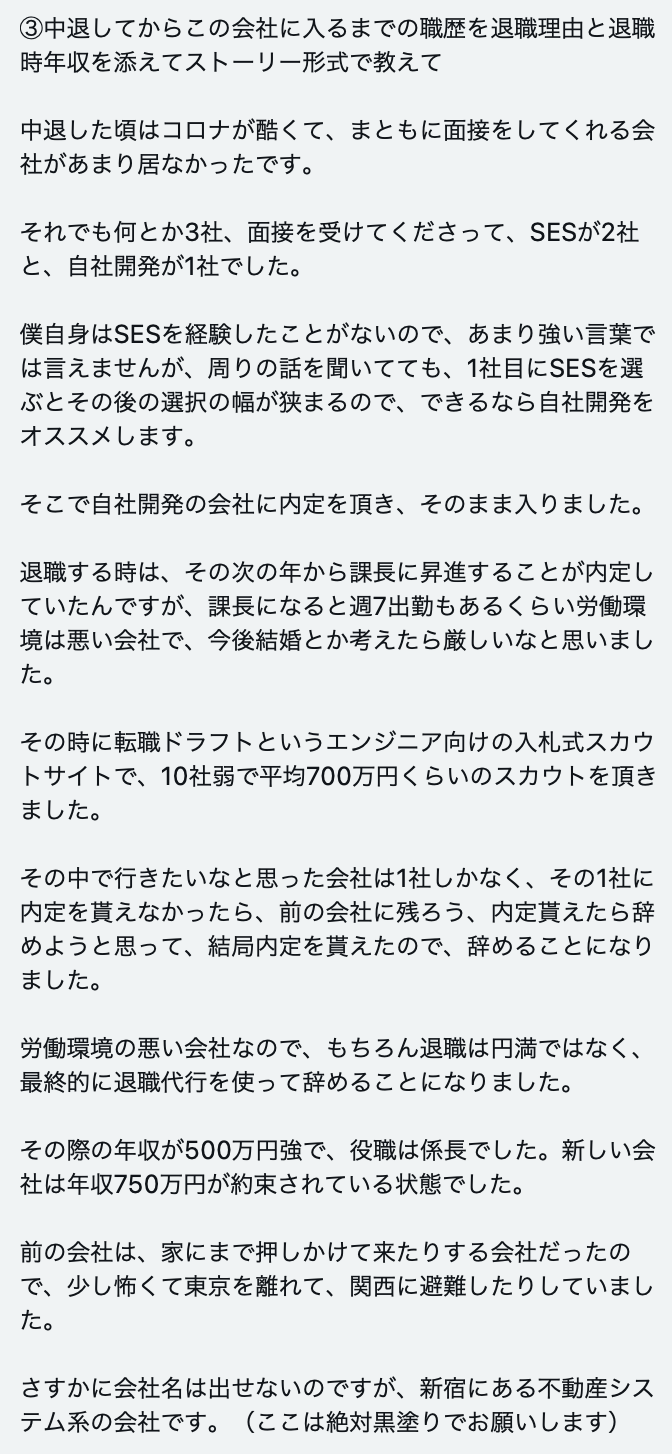 ③中退してからこの会社に入るまでの職歴を退職理由と退職
時年収を添えてストーリー形式で教えて
中退した頃はコロナが酷くて、まともに面接をしてくれる会
社があまり居なかったです。
それでも何とか3社、面接を受けてくださって、SESが2社
と、自社開発が1社でした。
僕自身はSESを経験したことがないので、あまり強い言葉で
は言えませんが、周りの話を聞いてても、1社目にSESを選
ぶとその後の選択の幅が狭まるので、できるなら自社開発を
オススメします。
そこで自社開発の会社に内定を頂き、そのまま入りました。
退職する時は、その次の年から課長に昇進することが内定し
ていたんですが、課長になると週7出勤もあるくらい労働環
境は悪い会社で、今後結婚とか考えたら厳しいなと思いまし
た。
その時に転職ドラフトというエンジニア向けの入札式スカウ
トサイトで、10社弱で平均700万円くらいのスカウトを頂き
ました。
その中で行きたいなと思った会社は1社しかなく、その1社に
内定を貰えなかったら、前の会社に残ろう、内定貰えたら辞
めようと思って、結局内定を貰えたので、辞めることになり
ました。
労働環境の悪い会社なので、もちろん退職は円満ではなく、
最終的に退職代行を使って辞めることになりました。
その際の年収が500万円強で、役職は係長でした。新しい会
社は年収750万円が約束されている状態でした。
前の会社は、家にまで押しかけて来たりする会社だったの
で、少し怖くて東京を離れて、関西に避難したりしていまし
た。
さすかに会社名は出せないのですが、新宿にある不動産シス
テム系の会社です。（ここは絶対黒塗りでお願いします）